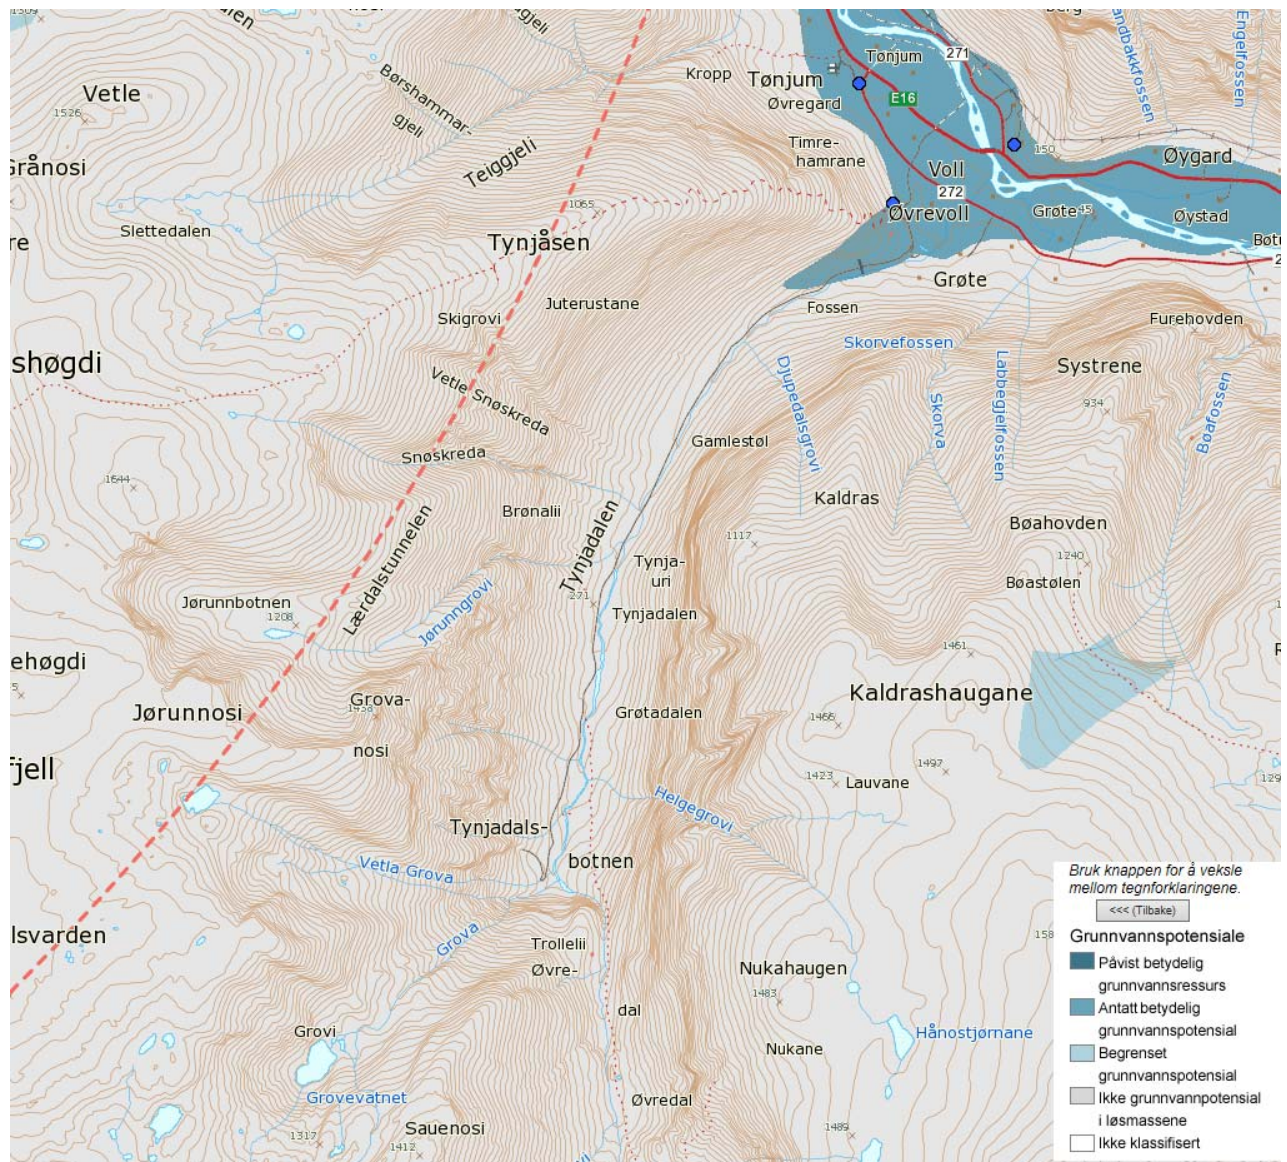 1309
Vetle
1526
Grånosi
Slettedalen
Børshammar-
gjeli
Teiggjeli
Kropp
Tønjum
Øvregard
Tønjum
271
E16
Timre-
hamrane
Voll
272
Øvrevoll
150
Grøte
45
Øygard
Øystad
Engelfossen
1065
Tynjåsen
Juterustane
Skigrovi
Grøte
Fossen
Skorvefossen
Furehovden
Systrene
shøgdi
Vetle Snøskreda
Djupedalsgrovi
Skorva
Labbegjelfossen
934
Bøafossen
Snøskreda
Gamlestøl
1644
Brønalii
Tynjadalen
Kaldras
1117
Bøahovden
1240
Bøastølen
Lærdalstunnelen
Tynja-
uri
271
Tynjadalen
Jørunnbotnen
1208
Jørunngrovi
1461
ehøgdi
Kaldrashaugane
Jørunnosi
Grova-
1438
nosi
Grøtadalen
1466
fjell
1423
1497
Lauvane
Helgegrovi
Tynjadals-
botnen
Vetla Grova
lsvarden
Grova
Trollelii
Øvre-
dal
Nukahaugen
1483
Nukane
Hånostjørnane
Grovi
Grovevatnet
1317
1412
Sauenosi
Øvredal
1489
Bruk knappen for å veksle
mellom tegnforklaringene.
<<< (Tilbake)
Grunnvannspotensiale
Påvist betydelig
grunnvannsressurs
Antatt betydelig
grunnvannspotensial
Begrenset
grunnvannspotensial
Ikke grunnvannpotensial
i løsmassene
Ikke klassifisert